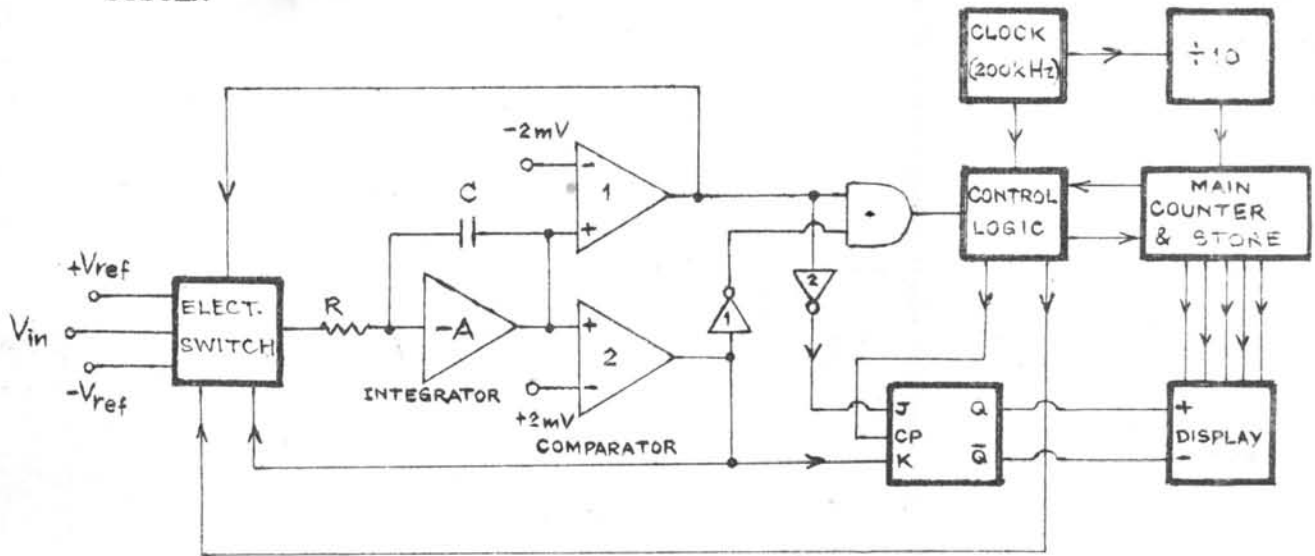 CLOCK
(200kHz)
÷10
-2mV
-
1
+
C
+Vref
Vin
-Vref
ELECT.
SWITCH
R
-A
INTEGRATOR
+
2
-
+2mV
COMPARATOR
1
2
•
CONTROL
LOGIC
MAIN
COUNTER
& STORE
J Q
CP
K Q̅
+
DISPLAY
-